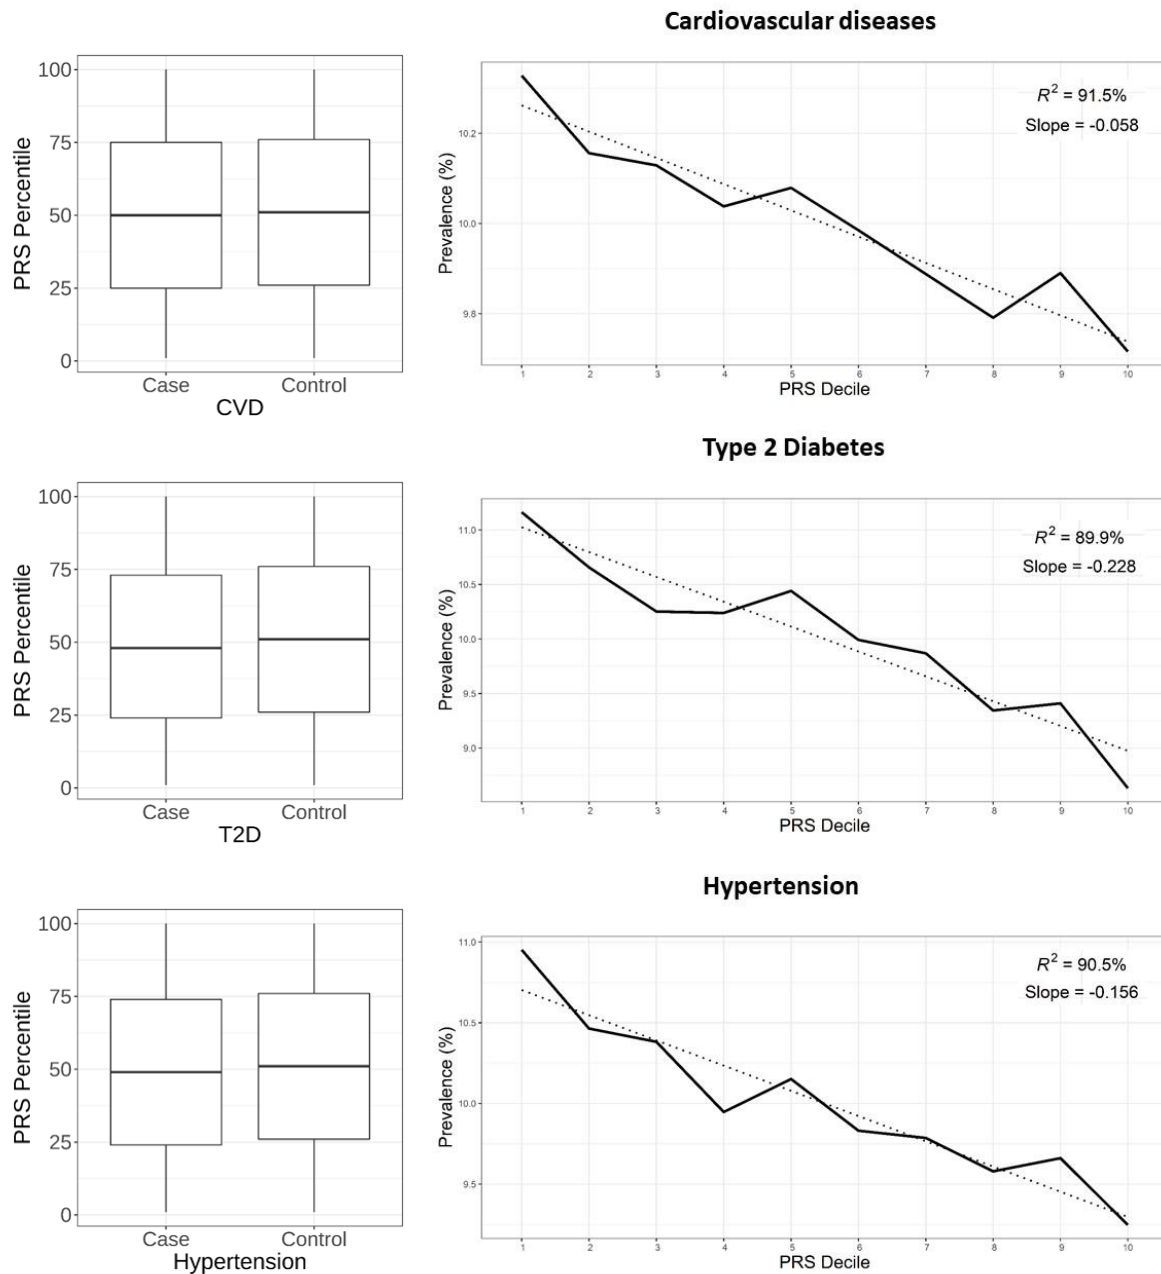 Cardiovascular diseases
PRS Percentile
100
75
50
25
0
Case Control
CVD
Prevalence (%)
10.2
10.0
9.8
R² = 91.5%
Slope = -0.058
1 2 3 4 5 6 7 8 9 10
PRS Decile
Type 2 Diabetes
PRS Percentile
100
75
50
25
0
Case Control
T2D
Prevalence (%)
11.0
10.5
10.0
9.5
9.0
R² = 89.9%
Slope = -0.228
1 2 3 4 5 6 7 8 9 10
PRS Decile
Hypertension
PRS Percentile
100
75
50
25
0
Case Control
Hypertension
Prevalence (%)
11.0
10.5
10.0
9.5
R² = 90.5%
Slope = -0.156
1 2 3 4 5 6 7 8 9 10
PRS Decile